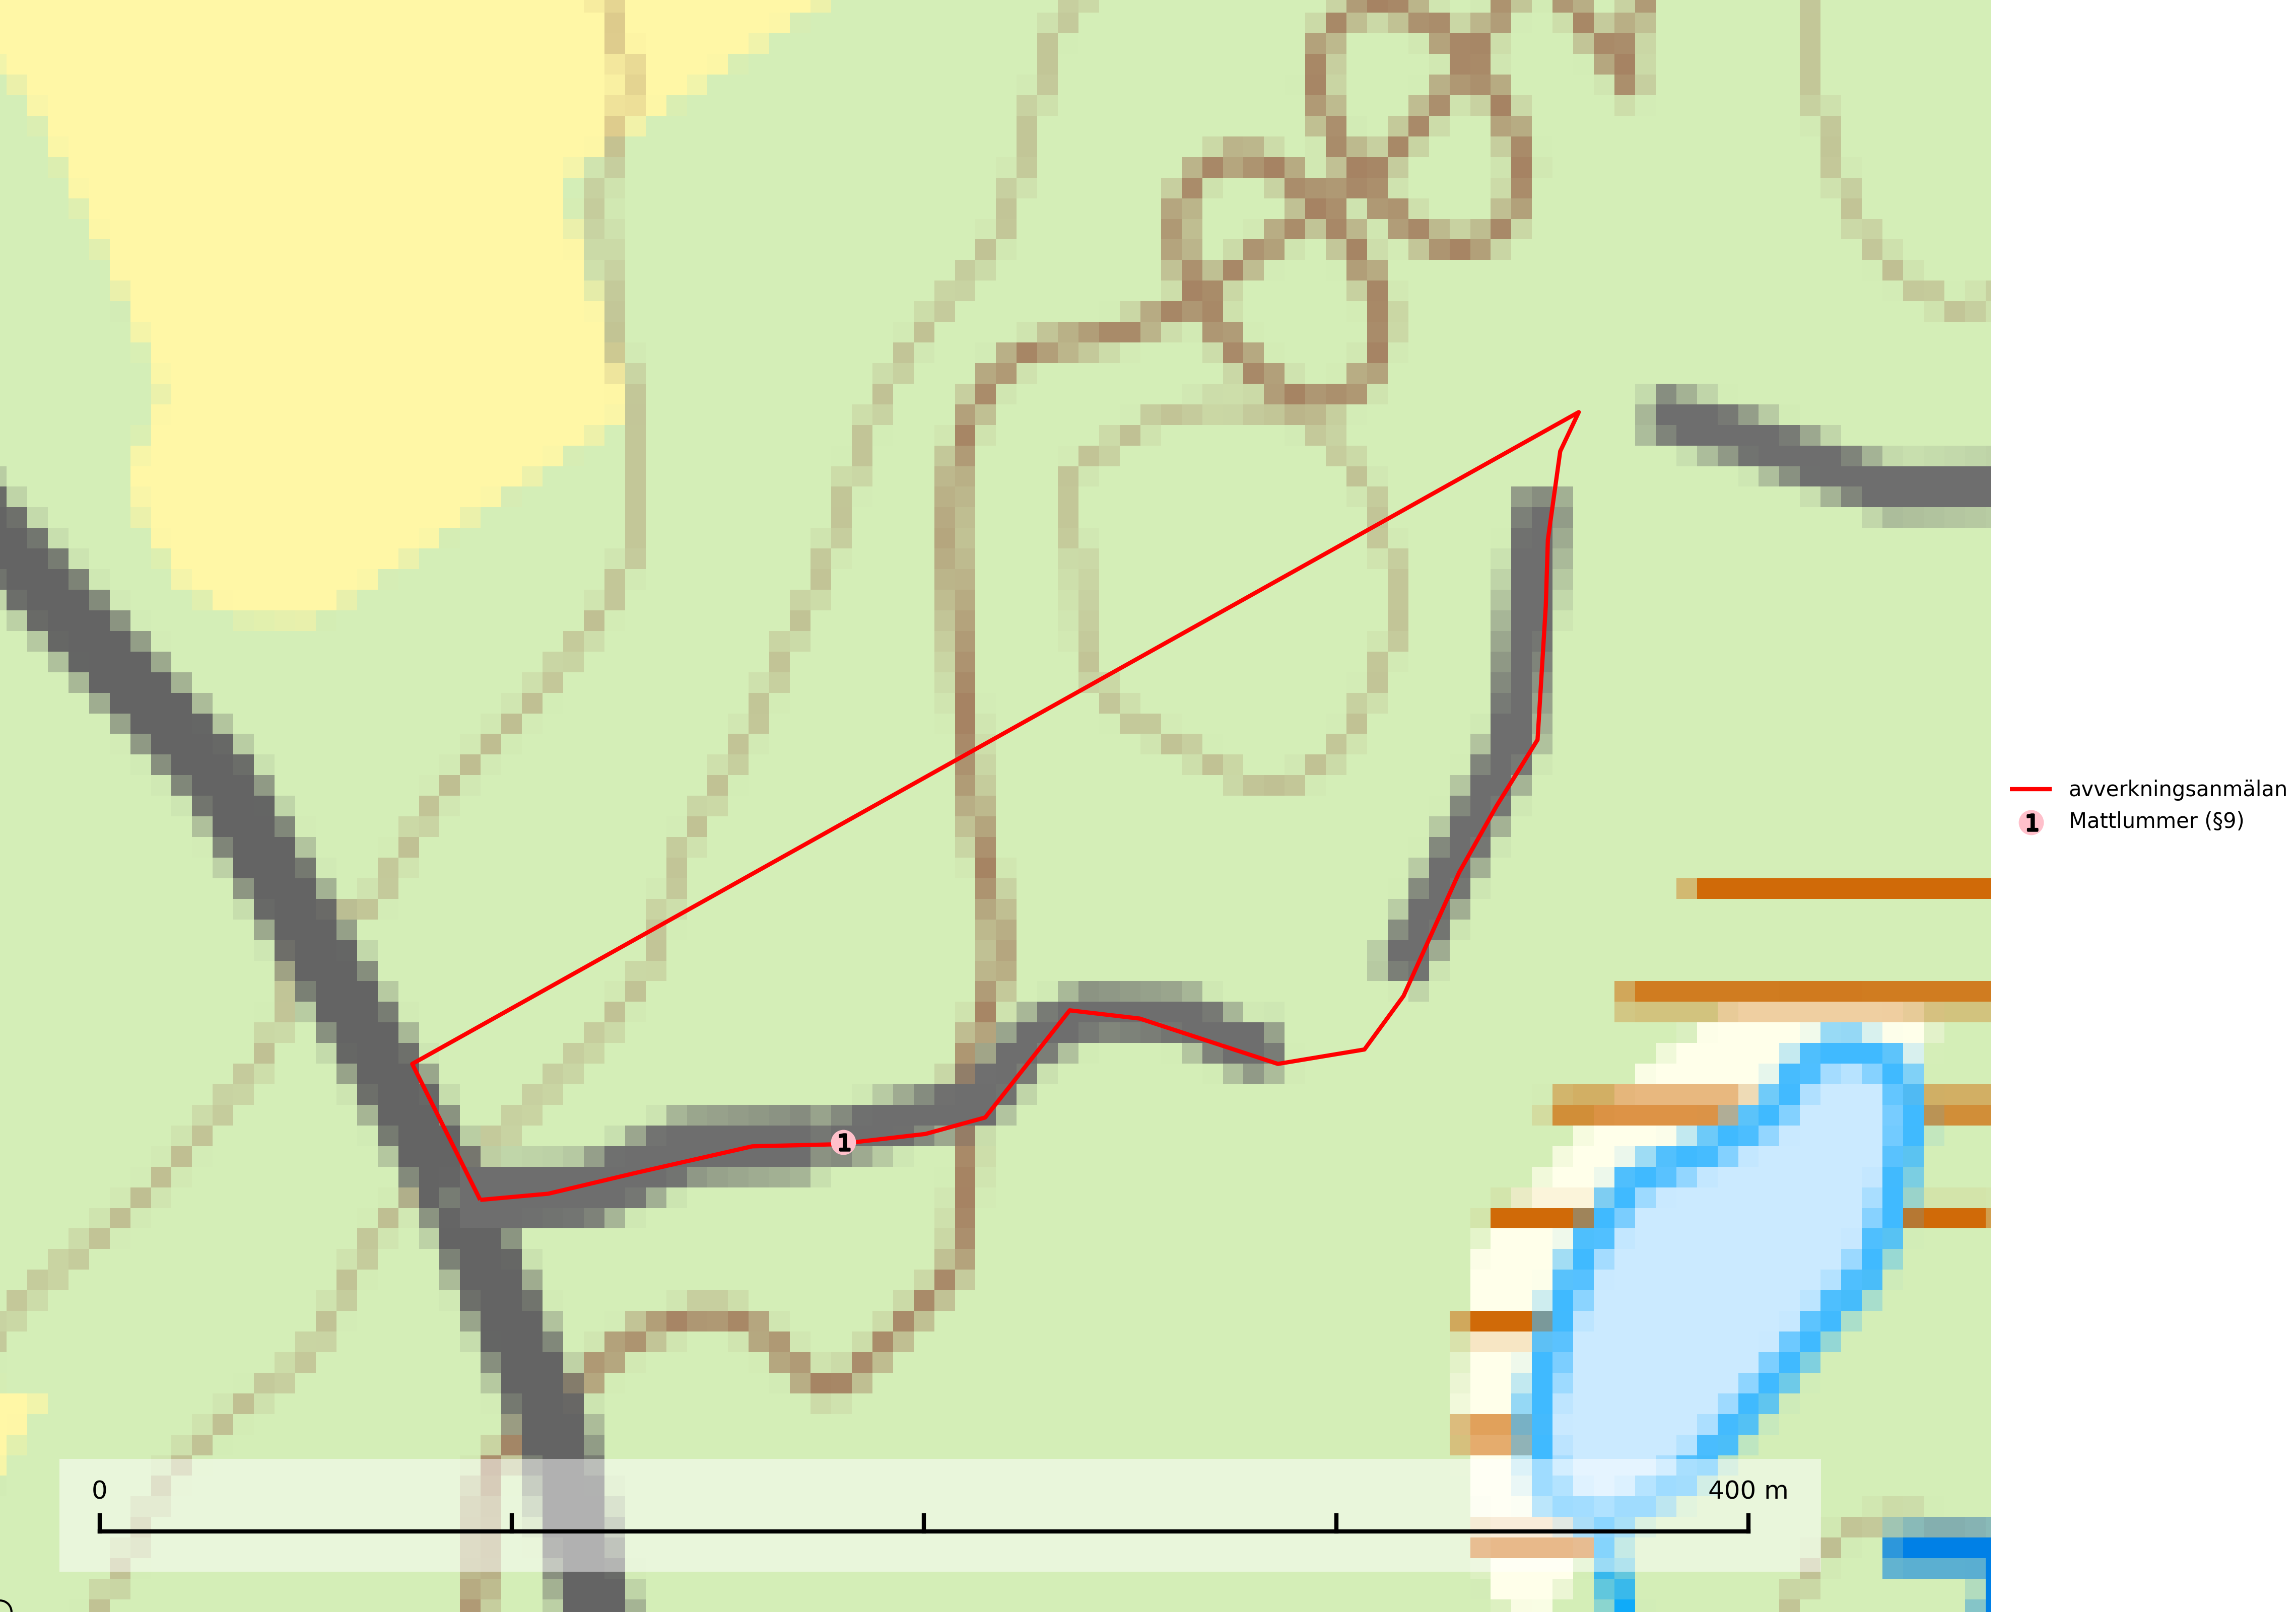 avverkningsanmälan
1 Mattlummer (§9)
1
0 400 m